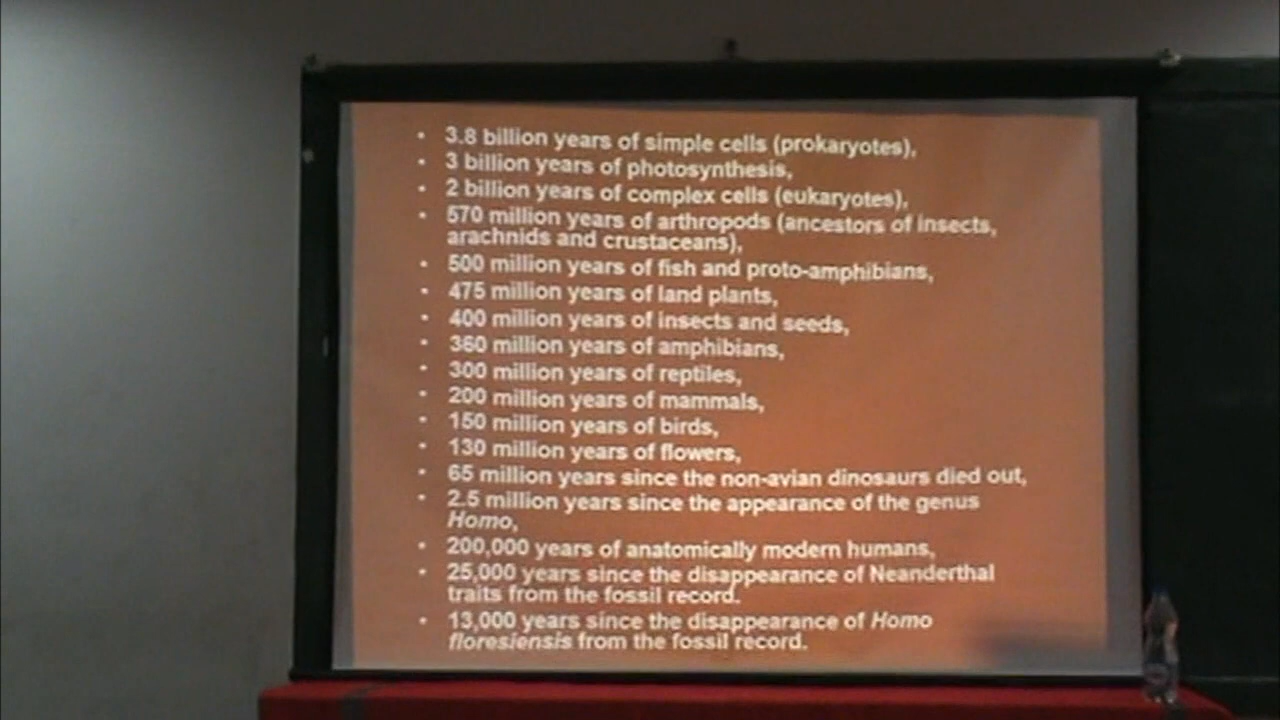 • 3.8 billion years of simple cells (prokaryotes),
• 3 billion years of photosynthesis,
• 2 billion years of complex cells (eukaryotes),
• 570 million years of arthropods (ancestors of insects,
arachnids and crustaceans),
• 500 million years of fish and proto-amphibians,
• 475 million years of land plants,
• 400 million years of insects and seeds,
• 360 million years of amphibians,
• 300 million years of reptiles,
• 200 million years of mammals,
• 150 million years of birds,
• 130 million years of flowers,
• 65 million years since the non-avian dinosaurs died out,
• 2.5 million years since the appearance of the genus
Homo,
• 200,000 years of anatomically modern humans,
• 25,000 years since the disappearance of Neanderthal
traits from the fossil record.
• 13,000 years since the disappearance of Homo
floresiensis from the fossil record.